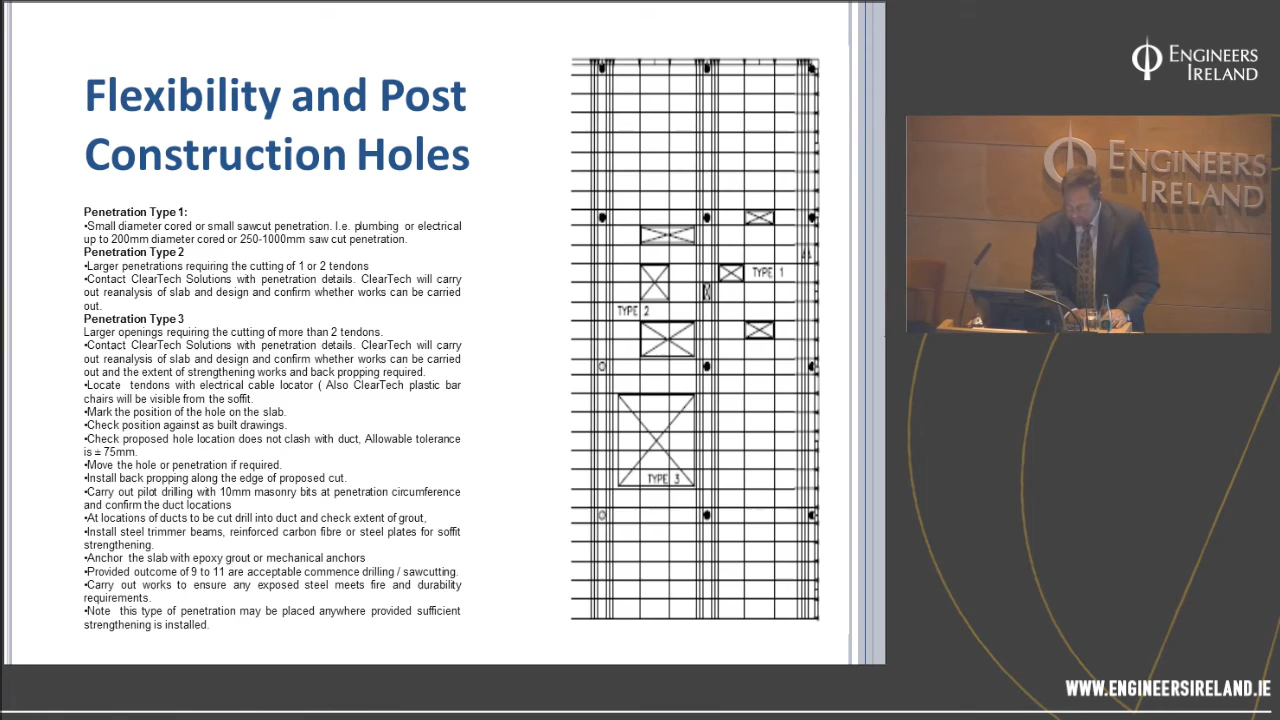 Flexibility and Post
Construction Holes
Penetration Type 1:
•Small diameter cored or small sawcut penetration. I.e. plumbing or electrical
up to 200mm diameter cored or 250-1000mm saw cut penetration.
Penetration Type 2
•Larger penetrations requiring the cutting of 1 or 2 tendons
•Contact ClearTech Solutions with penetration details. ClearTech will carry
out reanalysis of slab and design and confirm whether works can be carried
out.
Penetration Type 3
Larger openings requiring the cutting of more than 2 tendons.
•Contact ClearTech Solutions with penetration details. ClearTech will carry
out reanalysis of slab and design and confirm whether works can be carried
out and the extent of strengthening works and back propping required.
•Locate tendons with electrical cable locator ( Also ClearTech plastic bar
chairs will be visible from the soffit.
•Mark the position of the hole on the slab.
•Check position against as built drawings.
•Check proposed hole location does not clash with duct, Allowable tolerance
is ± 75mm.
•Move the hole or penetration if required.
•Install back propping along the edge of proposed cut.
•Carry out pilot drilling with 10mm masonry bits at penetration circumference
and confirm the duct locations
•At locations of ducts to be cut drill into duct and check extent of grout,
•Install steel trimmer beams, reinforced carbon fibre or steel plates for soffit
strengthening.
•Anchor the slab with epoxy grout or mechanical anchors
•Provided outcome of 9 to 11 are acceptable commence drilling / sawcutting.
•Carry out works to ensure any exposed steel meets fire and durability
requirements.
•Note this type of penetration may be placed anywhere provided sufficient
strengthening is installed.
TYPE 1
TYPE 2
TYPE 3
ENGINEERS
IRELAND
ENGINEERS
IRELAND
WWW.ENGINEERSIRELAND.IE